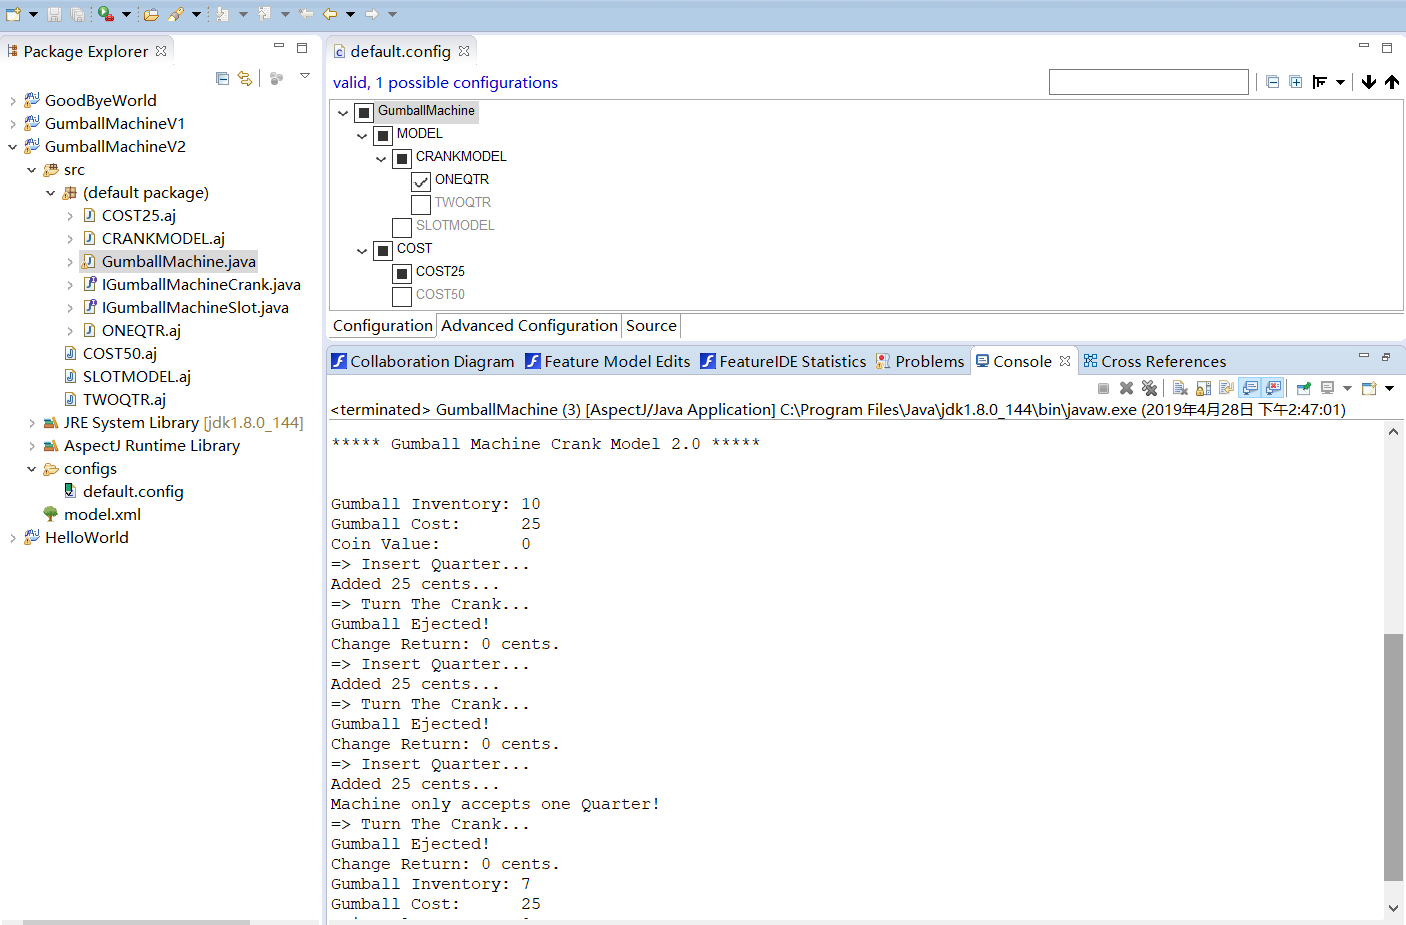 Package Explorer
GoodByeWorld
GumballMachineV1
GumballMachineV2
src
(default package)
COST25.aj
CRANKMODEL.aj
GumballMachine.java
IGumballMachineCrank.java
IGumballMachineSlot.java
ONEQTR.aj
COST50.aj
SLOTMODEL.aj
TWOQTR.aj
JRE System Library [jdk1.8.0_144]
AspectJ Runtime Library
configs
default.config
model.xml
HelloWorld
default.config
valid, 1 possible configurations
GumballMachine
MODEL
CRANKMODEL
ONEQTR
TWOQTR
SLOTMODEL
COST
COST25
COST50
Configuration Advanced Configuration Source
Collaboration Diagram Feature Model Edits FeatureIDE Statistics Problems Console Cross References
<terminated> GumballMachine (3) [AspectJ/Java Application] C:\Program Files\Java\jdk1.8.0_144\bin\javaw.exe (2019年4月28日 下午2:47:01)
***** Gumball Machine Crank Model 2.0 *****
Gumball Inventory: 10
Gumball Cost: 25
Coin Value: 0
=> Insert Quarter...
Added 25 cents...
=> Turn The Crank...
Gumball Ejected!
Change Return: 0 cents.
=> Insert Quarter...
Added 25 cents...
=> Turn The Crank...
Gumball Ejected!
Change Return: 0 cents.
=> Insert Quarter...
Added 25 cents...
Machine only accepts one Quarter!
=> Turn The Crank...
Gumball Ejected!
Change Return: 0 cents.
Gumball Inventory: 7
Gumball Cost: 25